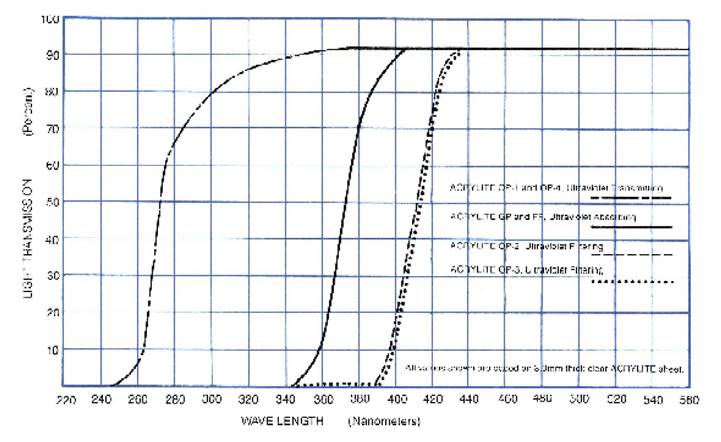 100
90
80
70
60
50
40
30
20
10
LIGHT TRANSMISSION (Percent)
ACRYLITE OP-1 and OP-4, Ultraviolet Transmitting
ACRYLITE GP and FF, Ultraviolet Absorbing
ACRYLITE OP-2, Ultraviolet Filtering
ACRYLITE OP-3, Ultraviolet Filtering
All values shown are based on 3.0mm thick clear ACRYLITE sheet.
220 240 260 280 300 320 340 360 380 400 420 440 460 480 500 520 540 560
WAVE LENGTH (Nanometers)